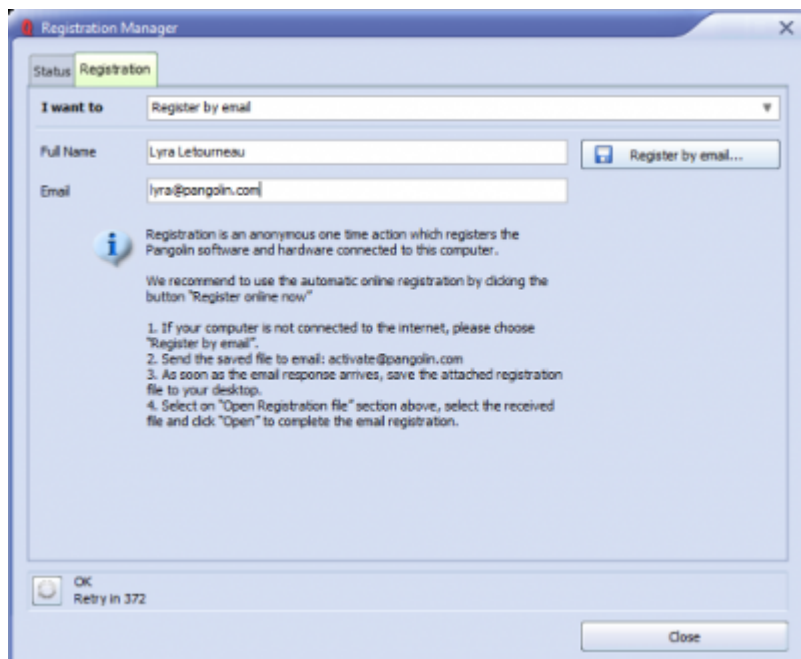 Registration Manager
Status Registration
I want to Register by email
Full Name Lyra Letourneau Register by email...
Email lyra@pangolin.com
Registration is an anonymous one time action which registers the
Pangolin software and hardware connected to this computer.
We recommend to use the automatic online registration by clicking the
button "Register online now"
1. If your computer is not connected to the internet, please choose
"Register by email".
2. Send the saved file to email: activate@pangolin.com
3. As soon as the email response arrives, save the attached registration
file to your desktop.
4. Select on "Open Registration file" section above, select the received
file and click "Open" to complete the email registration.
OK
Retry in 372
Close